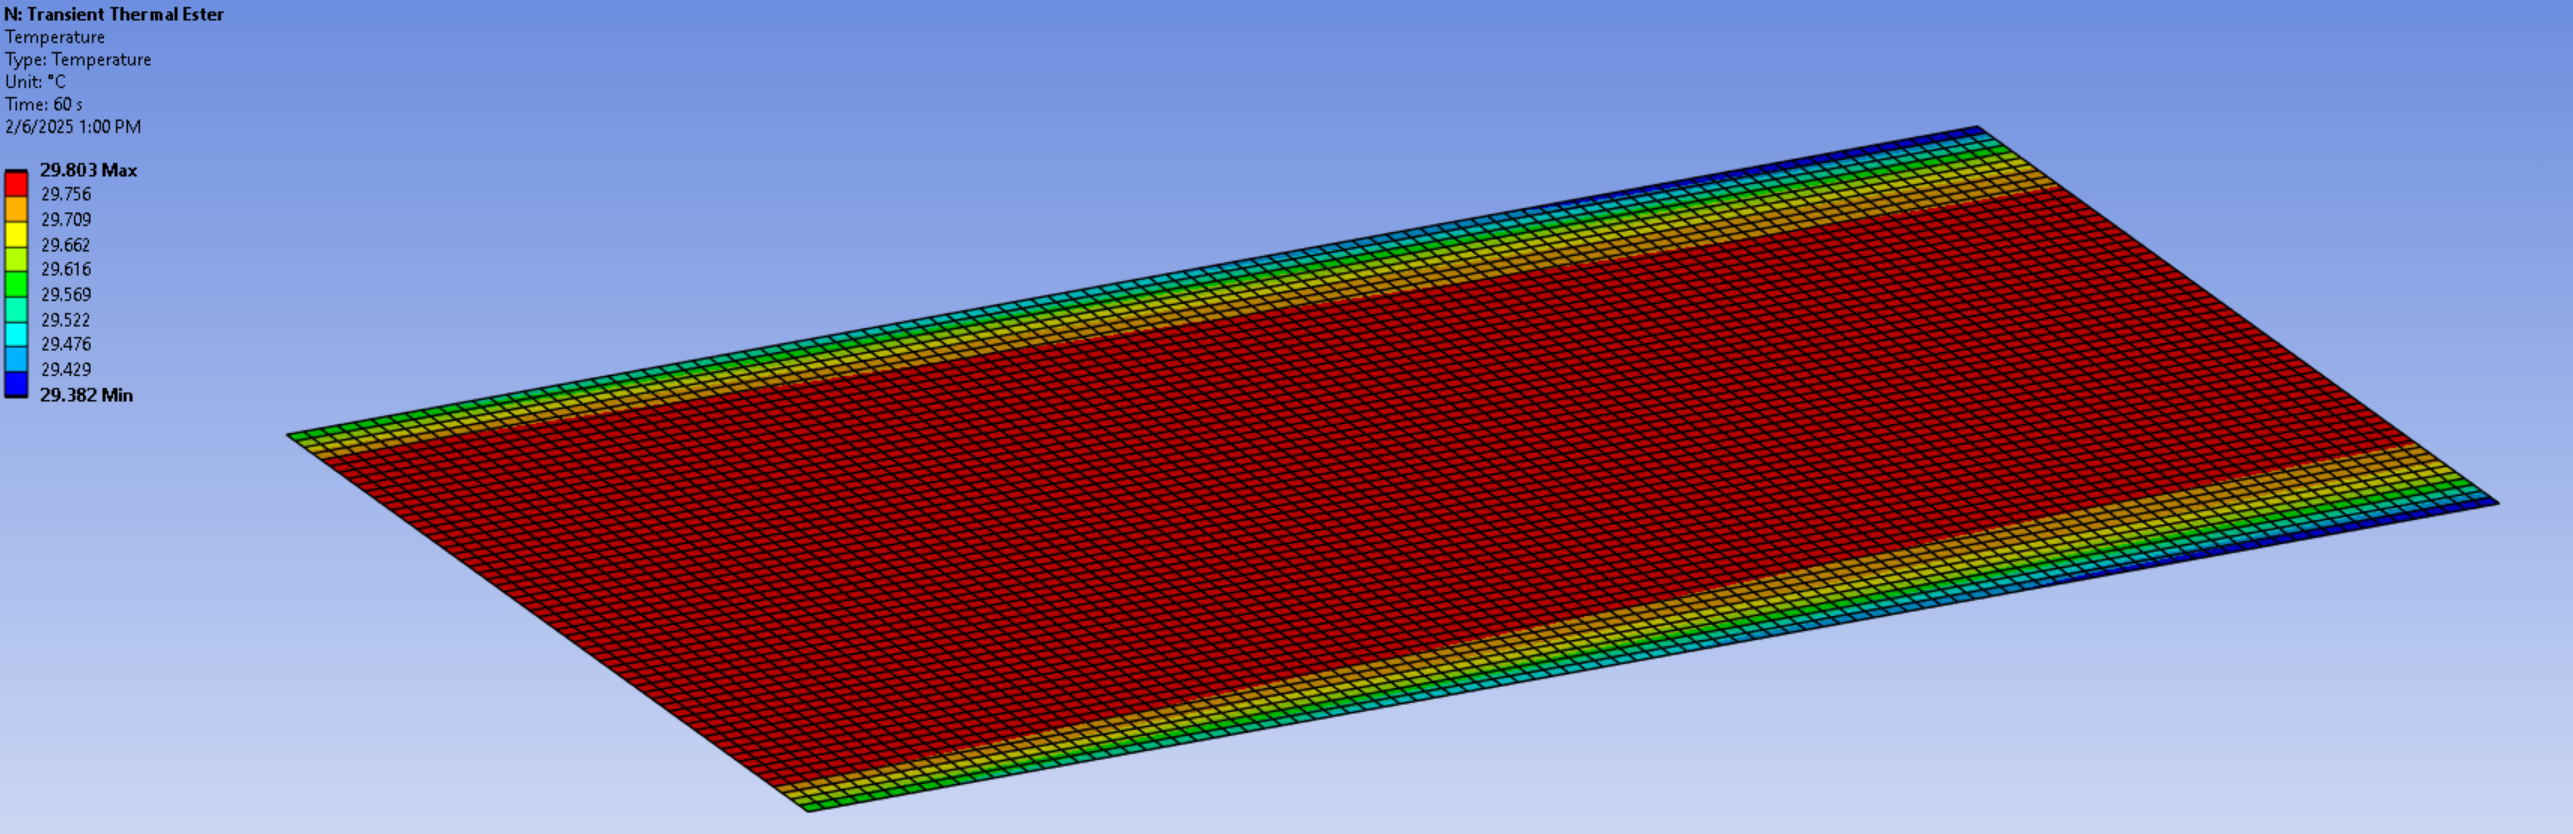 N: Transient Thermal Ester
Temperature
Type: Temperature
Unit: °C
Time: 60 s
2/6/2025 1:00 PM
29.803 Max
29.756
29.709
29.662
29.616
29.569
29.522
29.476
29.429
29.382 Min